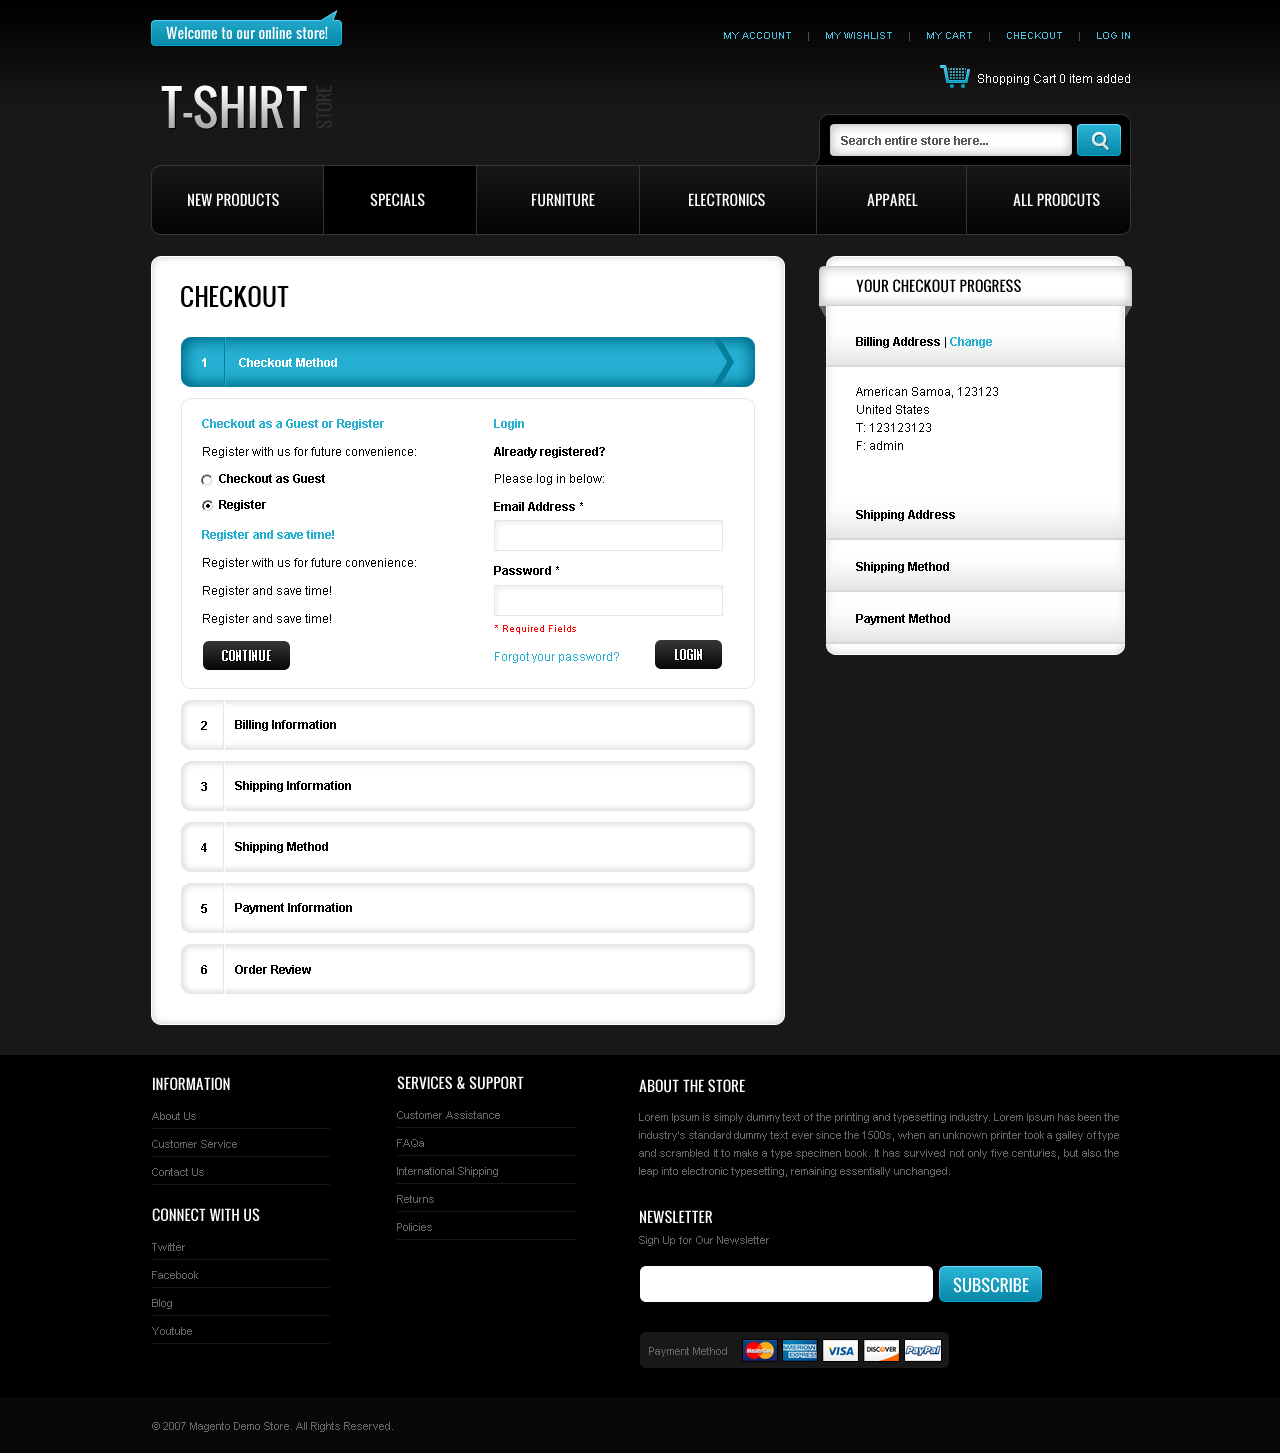 Welcome to our online store!
MY ACCOUNT | MY WISHLIST | MY CART | CHECKOUT | LOG IN
Shopping Cart 0 item added
T-SHIRT STORE
Search entire store here...
NEW PRODUCTS SPECIALS FURNITURE ELECTRONICS APPAREL ALL PRODCUTS
CHECKOUT
1 Checkout Method
Checkout as a Guest or Register
Register with us for future convenience:
Checkout as Guest
Register
Register and save time!
Register with us for future convenience:
Register and save time!
Register and save time!
CONTINUE
Login
Already registered?
Please log in below:
Email Address *
Password *
* Required Fields
Forgot your password?
LOGIN
2 Billing Information
3 Shipping Information
4 Shipping Method
5 Payment Information
6 Order Review
YOUR CHECKOUT PROGRESS
Billing Address | Change
American Samoa, 123123
United States
T: 123123123
F: admin
Shipping Address
Shipping Method
Payment Method
INFORMATION
About Us
Customer Service
Contact Us
CONNECT WITH US
Twitter
Facebook
Blog
Youtube
SERVICES & SUPPORT
Customer Assistance
FAQa
International Shipping
Returns
Policies
ABOUT THE STORE
Lorem Ipsum is simply dummy text of the printing and typesetting industry. Lorem Ipsum has been the
industry's standard dummy text ever since the 1500s, when an unknown printer took a galley of type
and scrambled it to make a type specimen book. It has survived not only five centuries, but also the
leap into electronic typesetting, remaining essentially unchanged.
NEWSLETTER
Sign Up for Our Newsletter
SUBSCRIBE
Payment Method MasterCard AMERICAN EXPRESS VISA DISCOVER PayPal
© 2007 Magento Demo Store. All Rights Reserved.